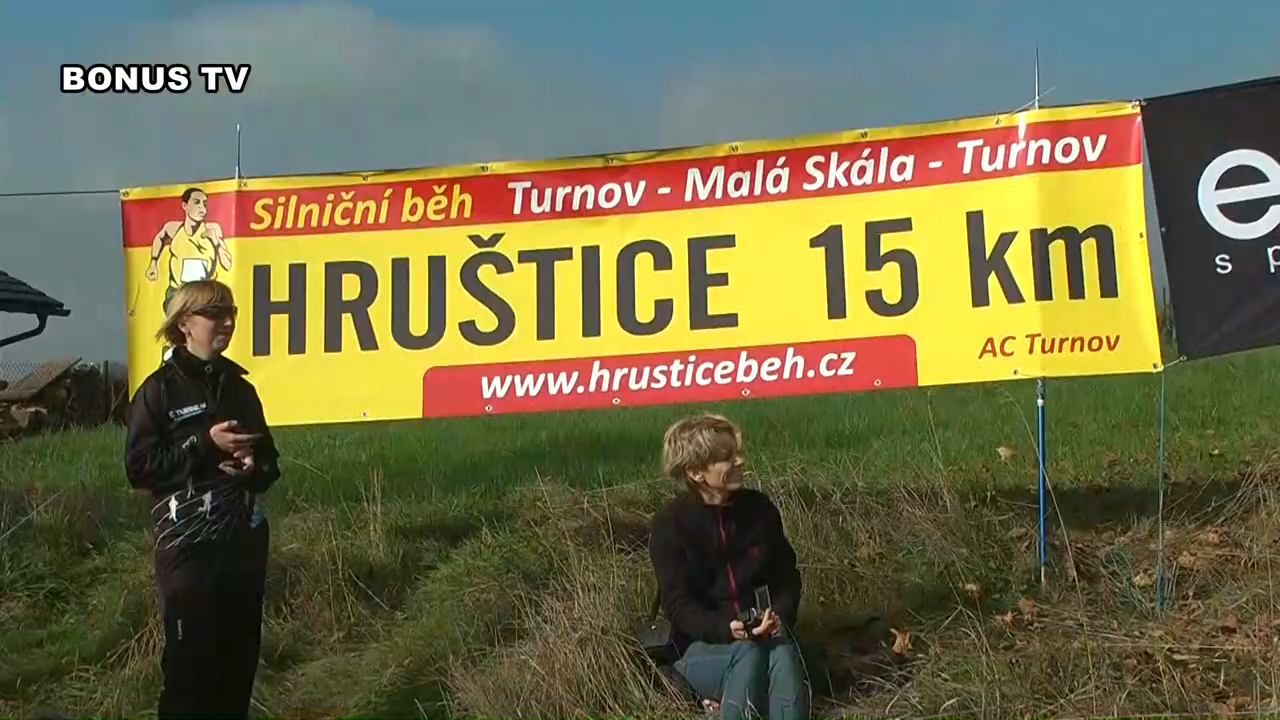 BONUS TV
Silniční běh Turnov - Malá Skála - Turnov
HRUŠTICE 15 km
AC Turnov
www.hrusticebeh.cz